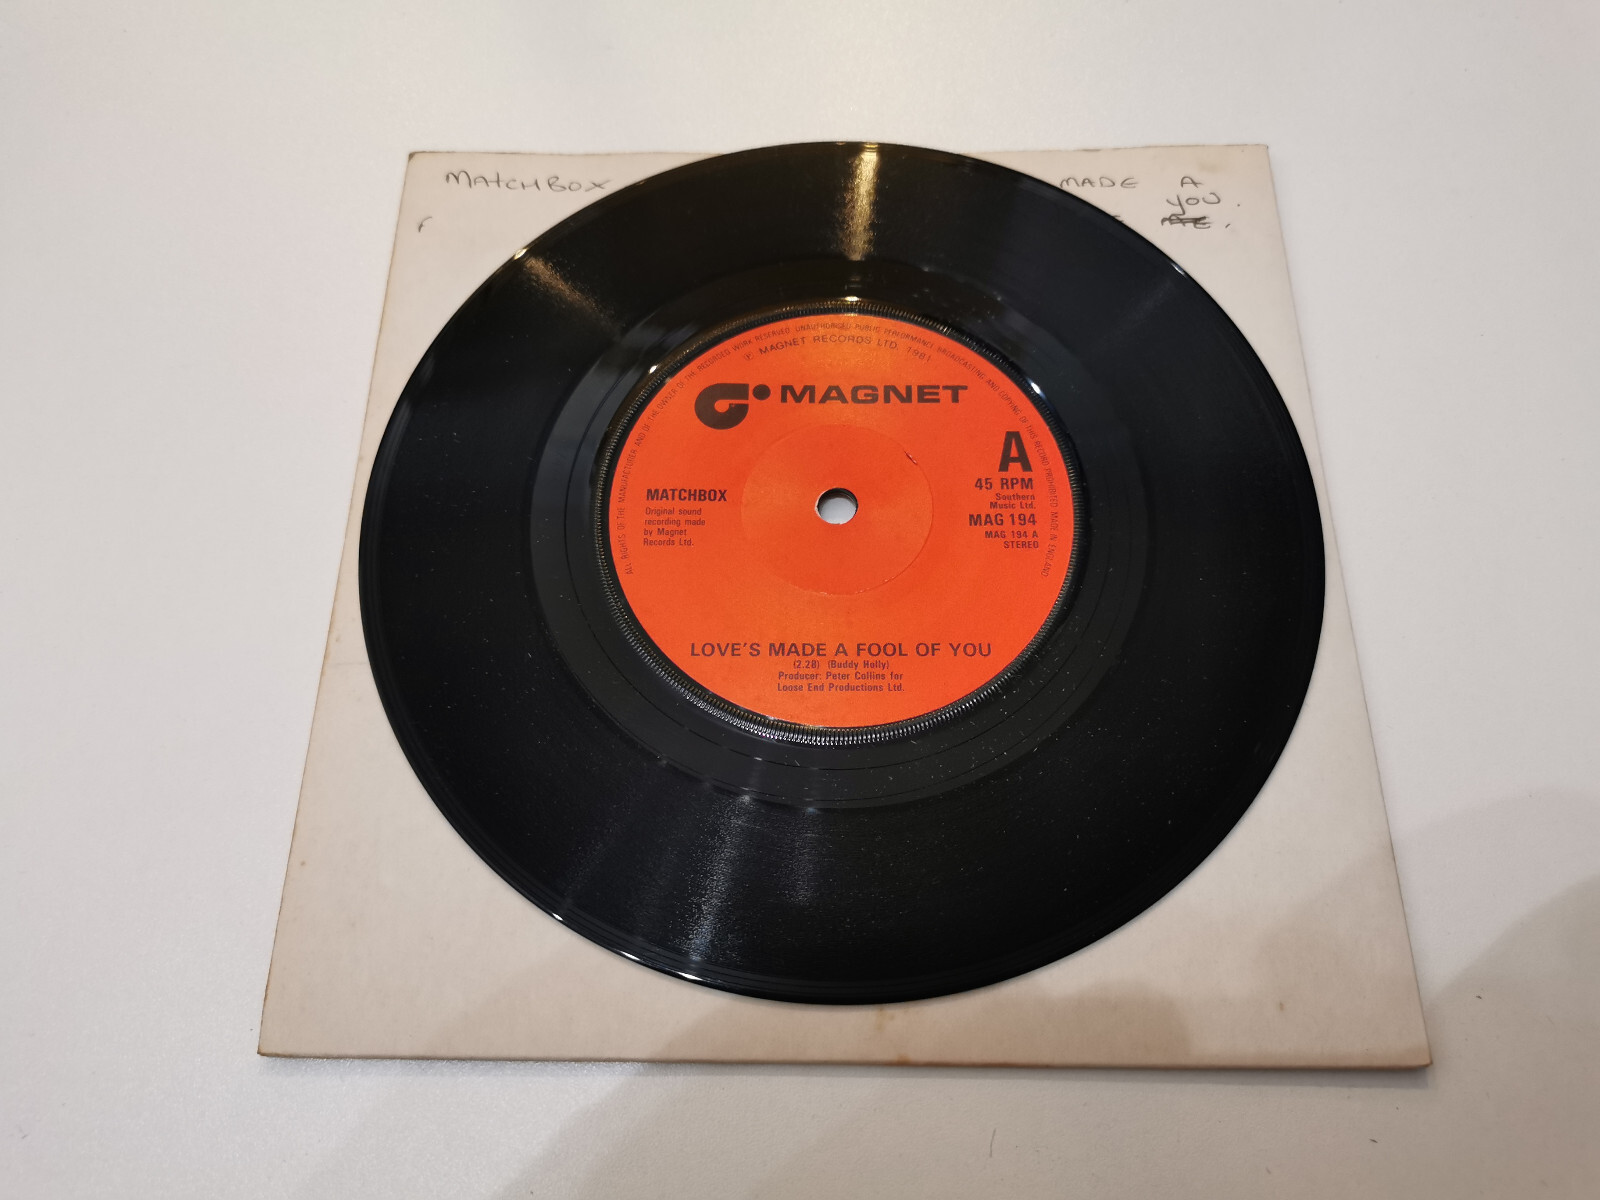 MATCHBOX
MADE A
YOU.
ALL RIGHTS OF THE MANUFACTURER AND OF THE OWNER OF THE RECORDED WORK RESERVED UNAUTHORISED PUBLIC PERFORMANCE BROADCASTING AND COPYING OF THIS RECORD PROHIBITED MADE IN ENGLAND
℗ MAGNET RECORDS LTD. 1981
MAGNET
A
45 RPM
Southern
Music Ltd.
MAG 194
MAG 194 A
STEREO
MATCHBOX
Original sound
recording made
by Magnet
Records Ltd.
LOVE'S MADE A FOOL OF YOU
(2.28) (Buddy Holly)
Producer: Peter Collins for
Loose End Productions Ltd.